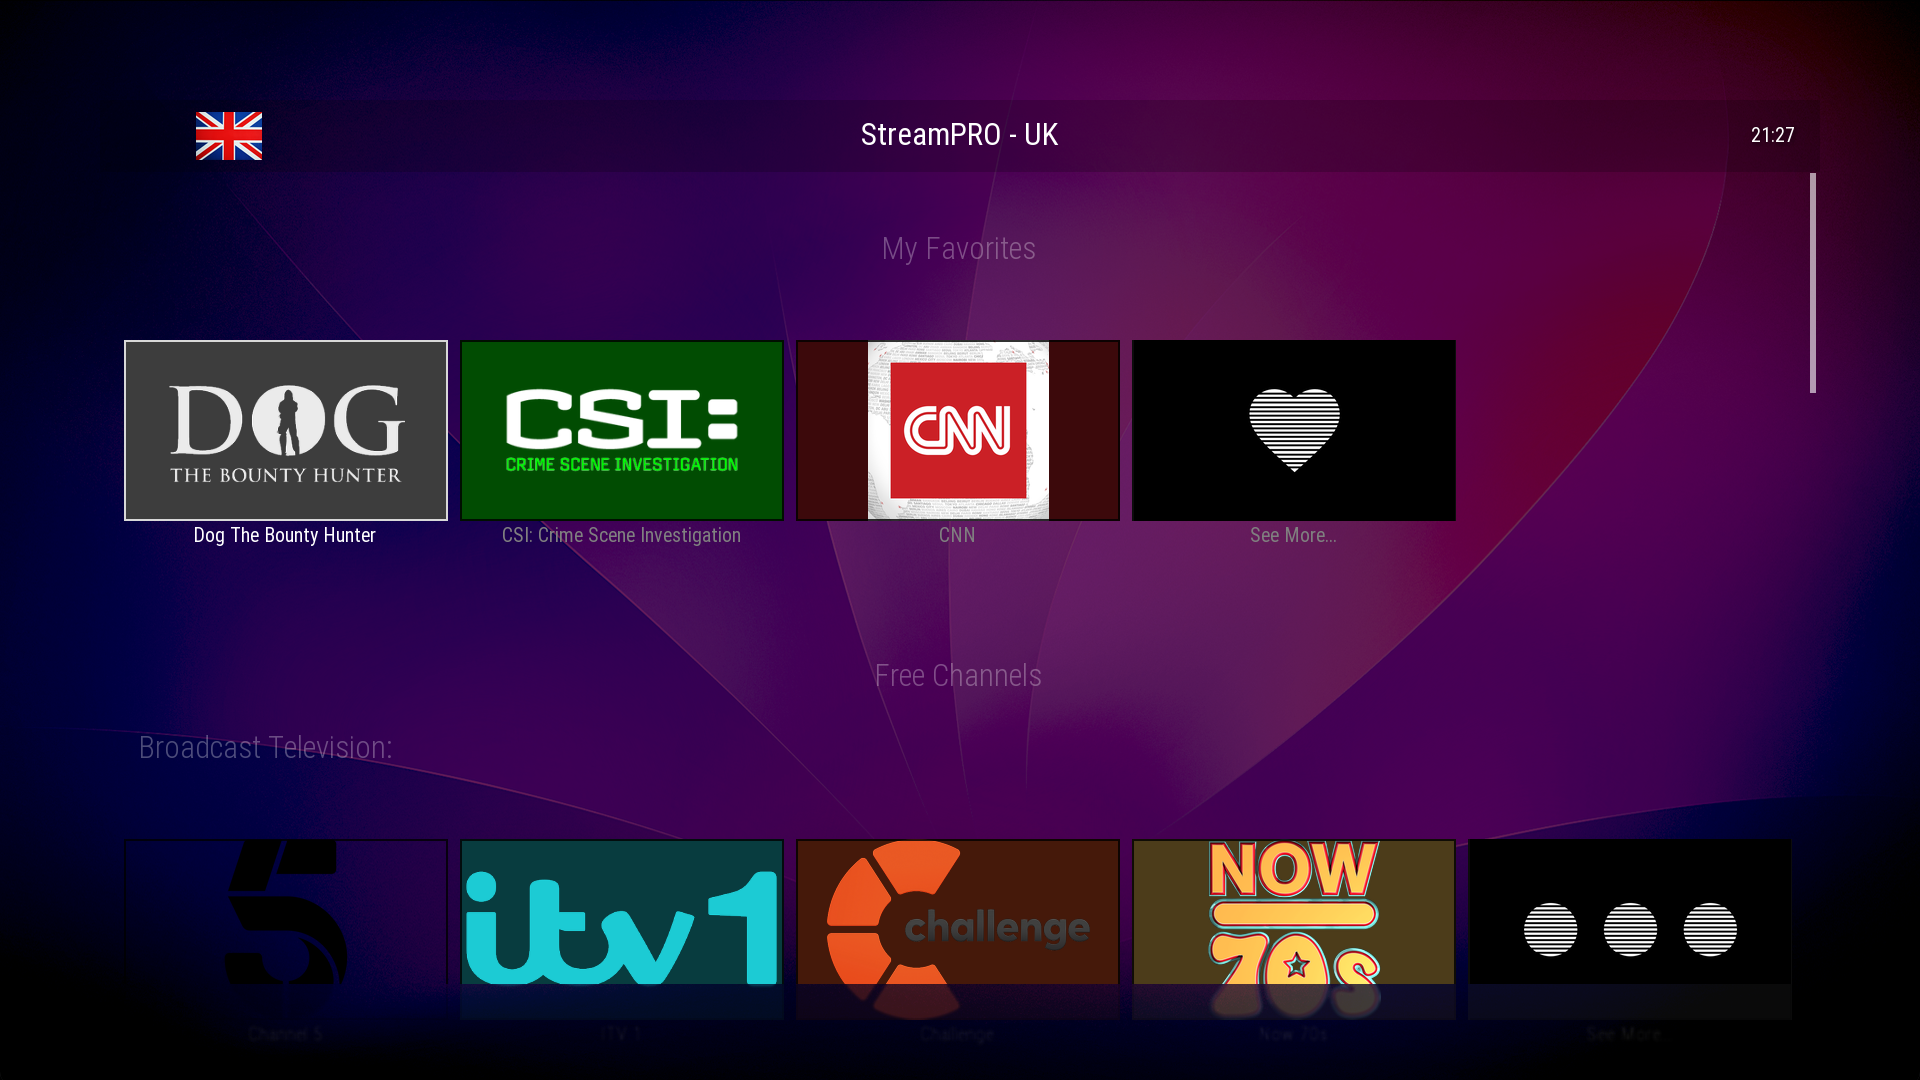 StreamPRO - UK
21:27
My Favorites
DOG
THE BOUNTY HUNTER
CSI:
CRIME SCENE INVESTIGATION
CNN
Dog The Bounty Hunter
CSI: Crime Scene Investigation
CNN
See More...
Free Channels
Broadcast Television:
5
itv1
challenge
NOW
70s
Channel 5
ITV 1
Challenge
Now 70s
See More...